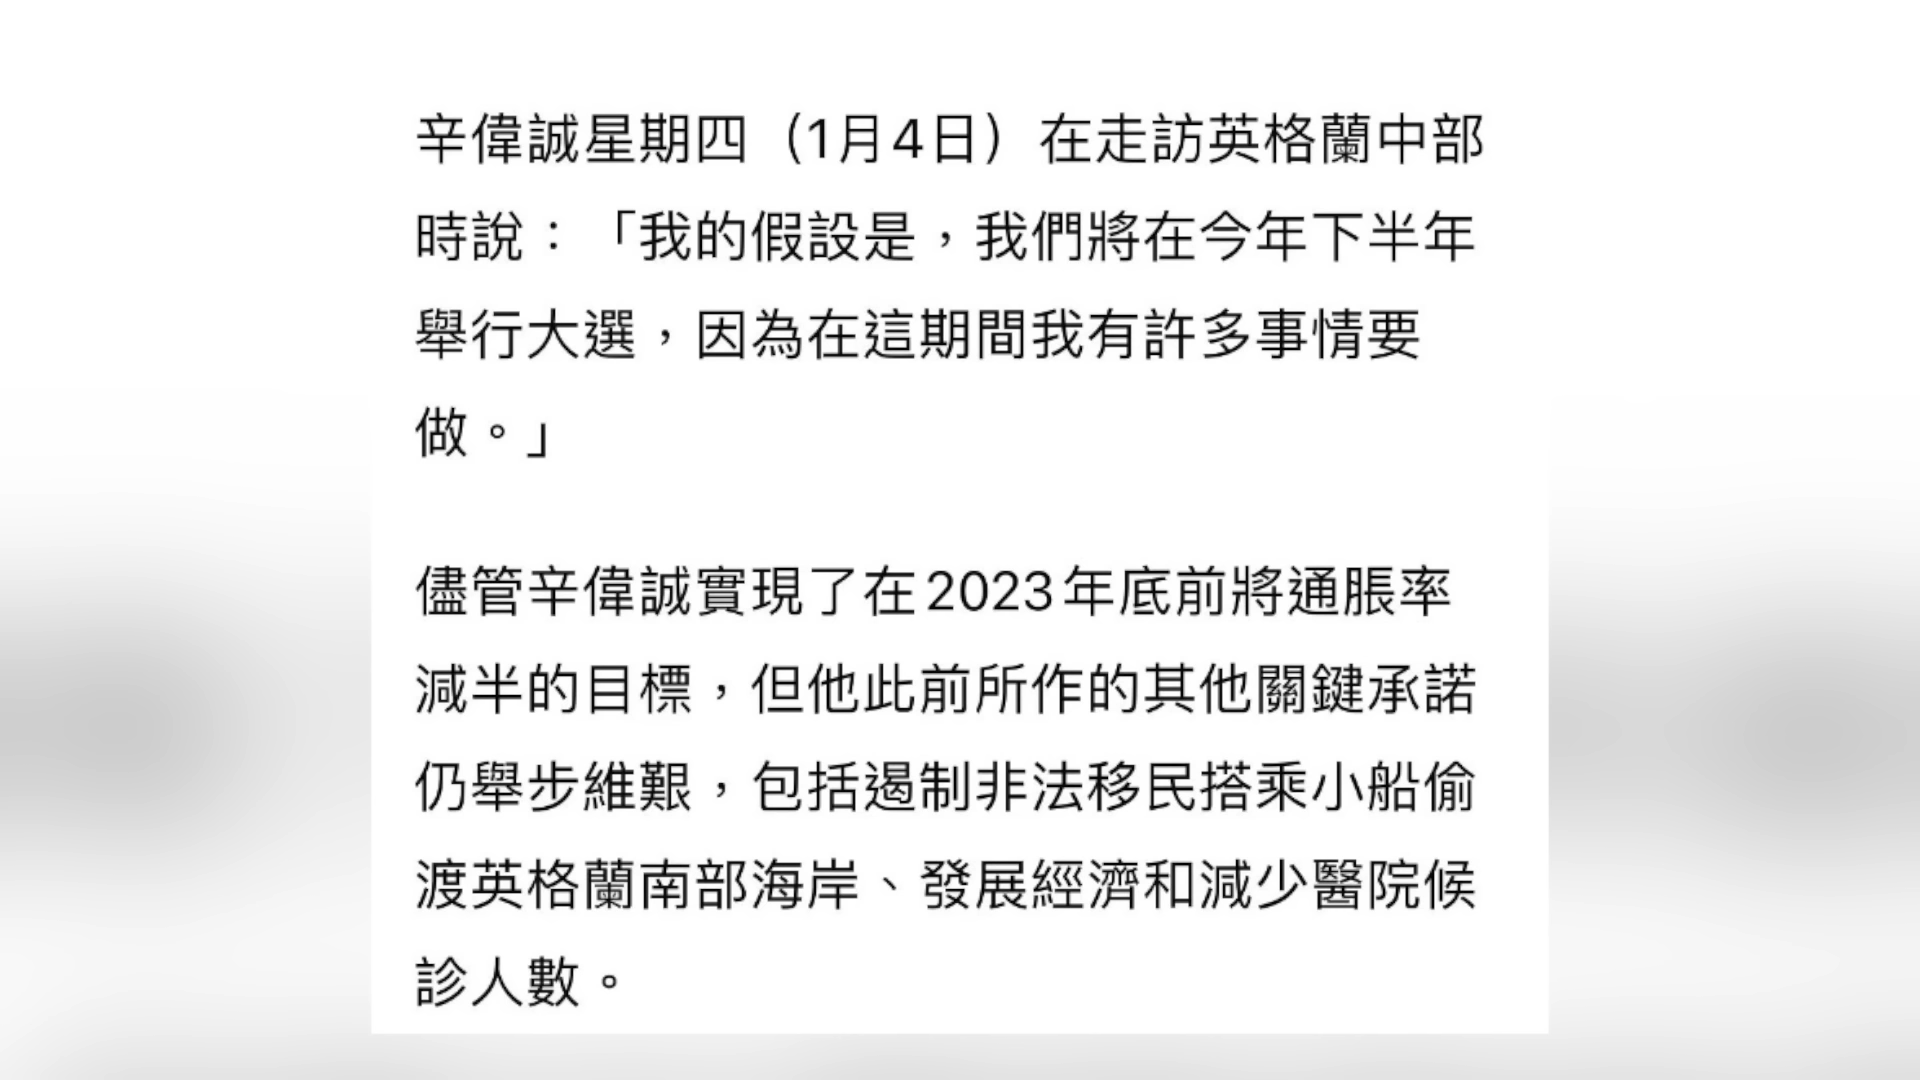 辛偉誠星期四（1月4日）在走訪英格蘭中部
時說：「我的假設是，我們將在今年下半年
舉行大選，因為在這期間我有許多事情要
做。」
儘管辛偉誠實現了在2023年底前將通脹率
減半的目標，但他此前所作的其他關鍵承諾
仍舉步維艱，包括遏制非法移民搭乘小船偷
渡英格蘭南部海岸、發展經濟和減少醫院候
診人數。